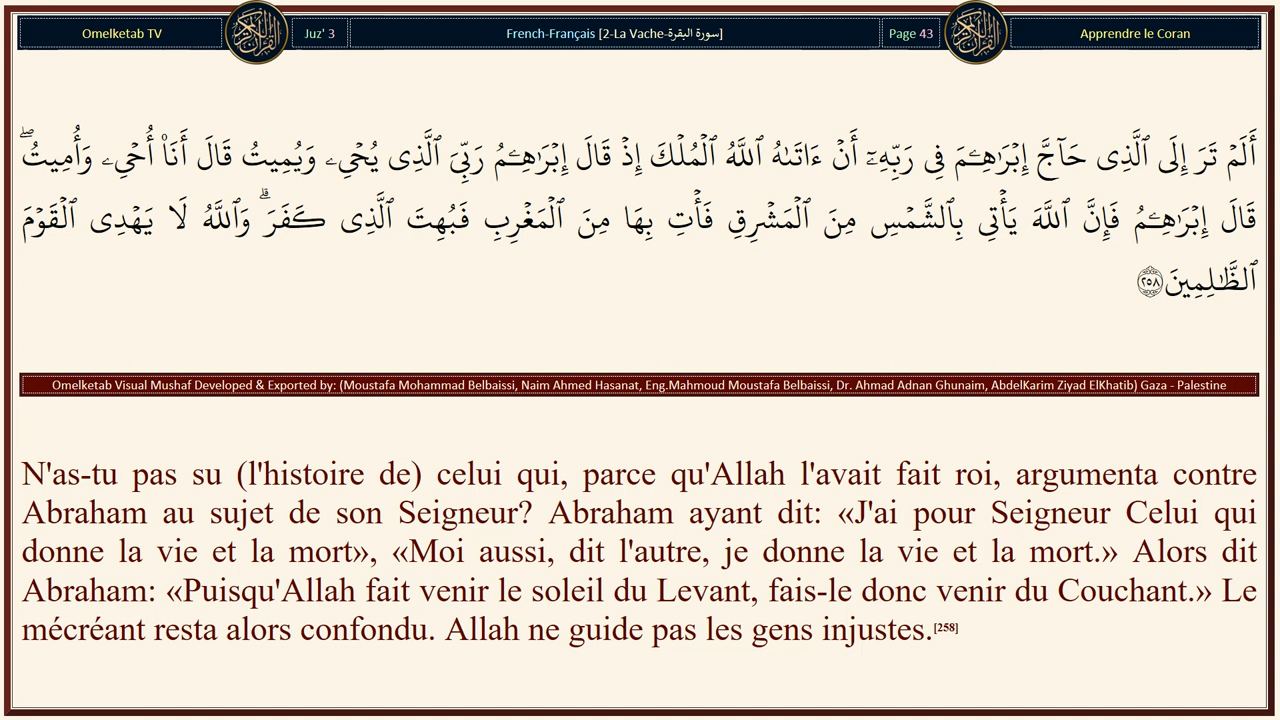 Omelketab TV
Juz' 3
French-Français [2-La Vache-سورة البقرة]
Page 43
Apprendre le Coran
أَلَمْ تَرَ إِلَى ٱلَّذِى حَآجَّ إِبْرَٰهِـۧمَ فِى رَبِّهِۦٓ أَنْ ءَاتَىٰهُ ٱللَّهُ ٱلْمُلْكَ إِذْ قَالَ إِبْرَٰهِـۧمُ رَبِّىَ ٱلَّذِى يُحْىِۦ وَيُمِيتُ قَالَ أَنَا۠ أُحْىِۦ وَأُمِيتُ ۖ
قَالَ إِبْرَٰهِـۧمُ فَإِنَّ ٱللَّهَ يَأْتِى بِٱلشَّمْسِ مِنَ ٱلْمَشْرِقِ فَأْتِ بِهَا مِنَ ٱلْمَغْرِبِ فَبُهِتَ ٱلَّذِى كَفَرَ ۗ وَٱللَّهُ لَا يَهْدِى ٱلْقَوْمَ
ٱلظَّـٰلِمِينَ ٢٥٨
Omelketab Visual Mushaf Developed & Exported by: (Moustafa Mohammad Belbaissi, Naim Ahmed Hasanat, Eng.Mahmoud Moustafa Belbaissi, Dr. Ahmad Adnan Ghunaim, AbdelKarim Ziyad ElKhatib) Gaza - Palestine
N'as-tu pas su (l'histoire de) celui qui, parce qu'Allah l'avait fait roi, argumenta contre
Abraham au sujet de son Seigneur? Abraham ayant dit: «J'ai pour Seigneur Celui qui
donne la vie et la mort», «Moi aussi, dit l'autre, je donne la vie et la mort.» Alors dit
Abraham: «Puisqu'Allah fait venir le soleil du Levant, fais-le donc venir du Couchant.» Le
mécréant resta alors confondu. Allah ne guide pas les gens injustes.[258]